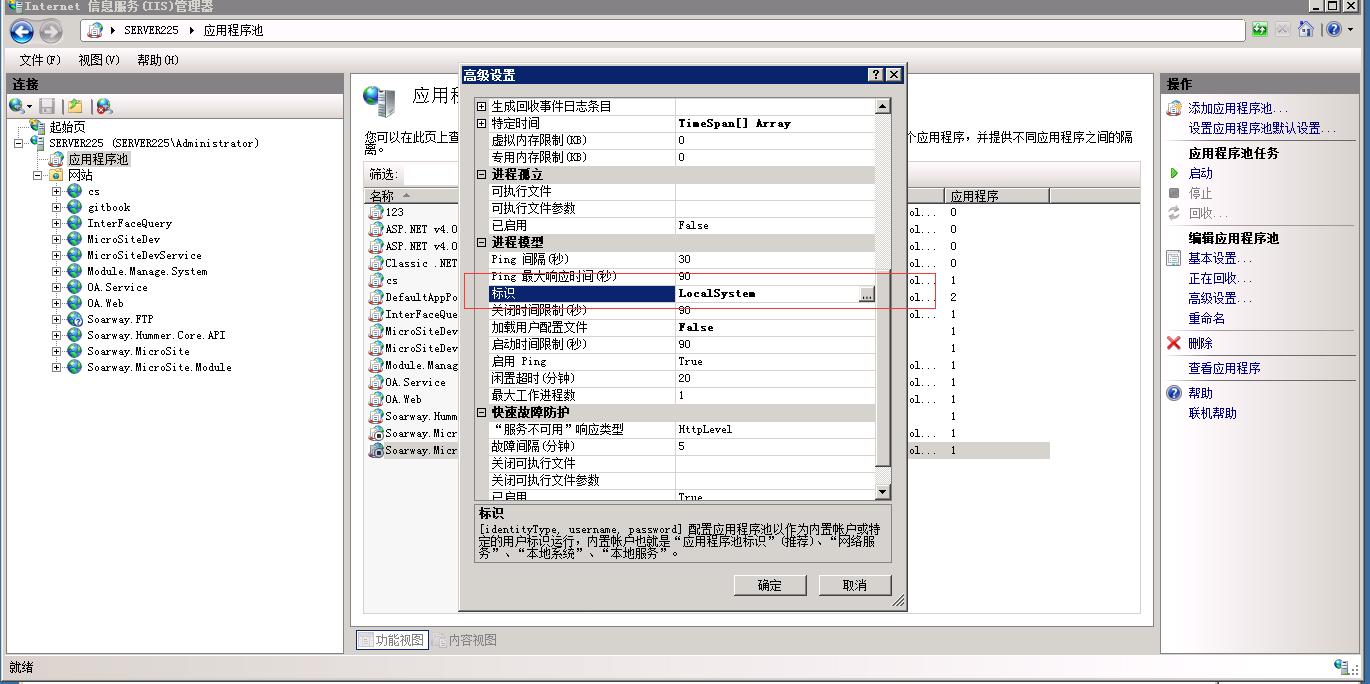 Internet 信息服务(IIS)管理器
SERVER225
应用程序池
文件(F) 视图(V) 帮助(H)
连接
起始页
SERVER225 (SERVER225\Administrator)
应用程序池
网站
cs
gitbook
InterFaceQuery
MicroSiteDev
MicroSiteDevService
Module.Manage.System
OA.Service
OA.Web
Soarway.FTP
Soarway.Hummer.Core.API
Soarway.MicroSite
Soarway.MicroSite.Module
应用程
您可以在此页上查
个应用程序，并提供不同应用程序之间的隔
离。
筛选:
名称
应用程序
123
ol... 0
ASP.NET v4.0
ol... 0
ASP.NET v4.0
ol... 0
Classic .NET
ol... 0
cs
ol... 1
DefaultAppPo
ol... 2
InterFaceQue
ol... 1
MicroSiteDev
1
MicroSiteDev
1
Module.Manag
ol... 1
OA.Service
ol... 1
OA.Web
ol... 1
Soarway.Humm
1
Soarway.Micr
ol... 1
Soarway.Micr
ol... 1
高级设置
生成回收事件日志条目
特定时间 TimeSpan[] Array
虚拟内存限制(KB) 0
专用内存限制(KB) 0
进程孤立
可执行文件
可执行文件参数
已启用 False
进程模型
Ping 间隔(秒) 30
Ping 最大响应时间(秒) 90
标识 LocalSystem ...
关闭时间限制(秒) 90
加载用户配置文件 False
启动时间限制(秒) 90
启用 Ping True
闲置超时(分钟) 20
最大工作进程数 1
快速故障防护
“服务不可用”响应类型 HttpLevel
故障间隔(分钟) 5
关闭可执行文件
关闭可执行文件参数
已启用 True
标识
[identityType, username, password] 配置应用程序池以作为内置帐户或特
定的用户标识运行，内置帐户也就是“应用程序池标识”(推荐)、“网络服
务”、“本地系统”、“本地服务”。
确定 取消
功能视图 内容视图
操作
添加应用程序池...
设置应用程序池默认设置...
应用程序池任务
启动
停止
回收...
编辑应用程序池
基本设置...
正在回收...
高级设置...
重命名
删除
查看应用程序
帮助
联机帮助
就绪